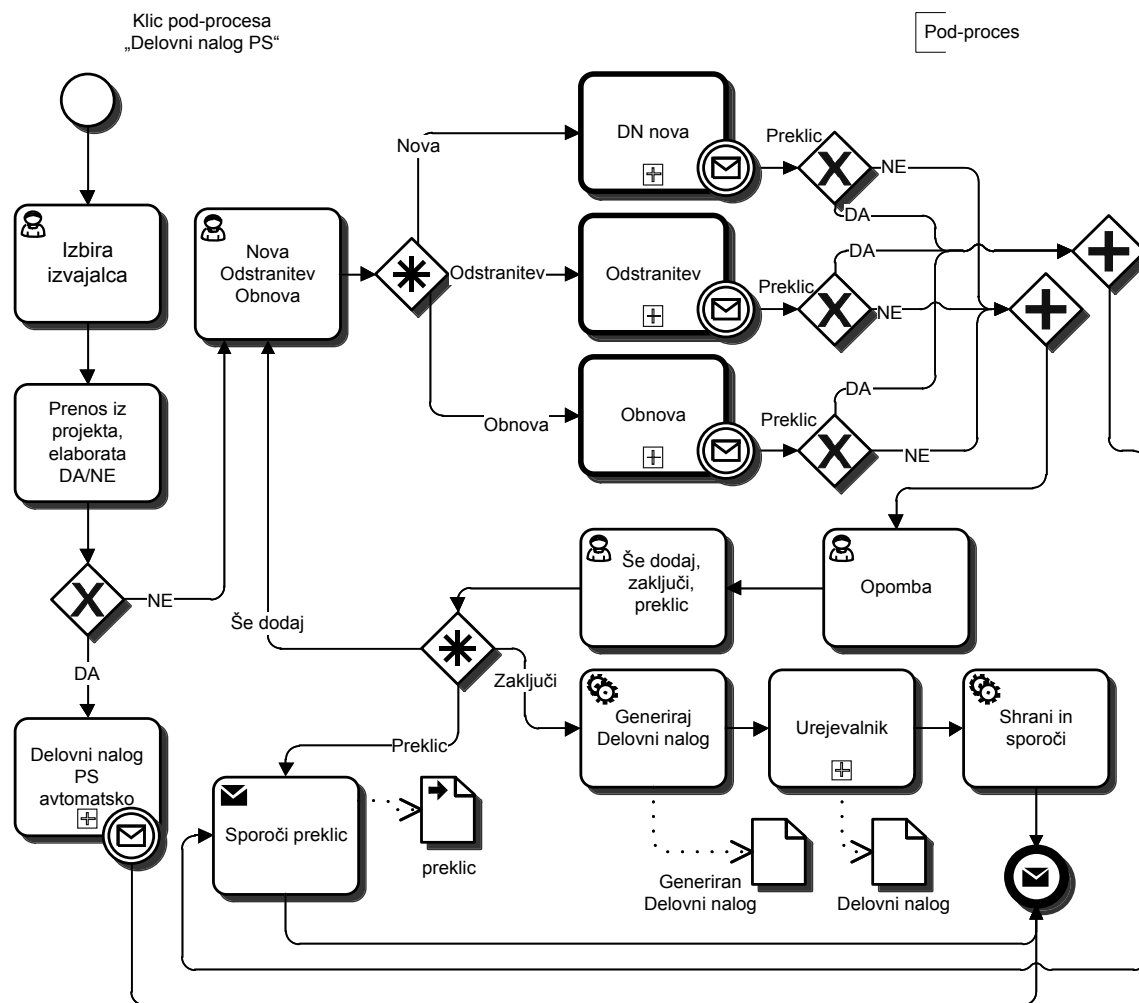 Klic pod-procesa
„Delovni nalog PS“
Pod-proces
DN nova
Preklic
NE
Nova
DA
Izbira
izvajalca
Nova
Odstranitev
Obnova
Odstranitev
Odstranitev
Preklic
DA
NE
Obnova
Obnova
Preklic
DA
NE
Prenos iz
projekta,
elaborata
DA/NE
NE
DA
Še dodaj
Še dodaj,
zaključi,
preklic
Opomba
Zaključi
Preklic
Generiraj
Delovni nalog
Urejevalnik
Shrani in
sporoči
Delovni nalog
PS
avtomatsko
Sporoči preklic
preklic
Generiran
Delovni nalog
Delovni nalog